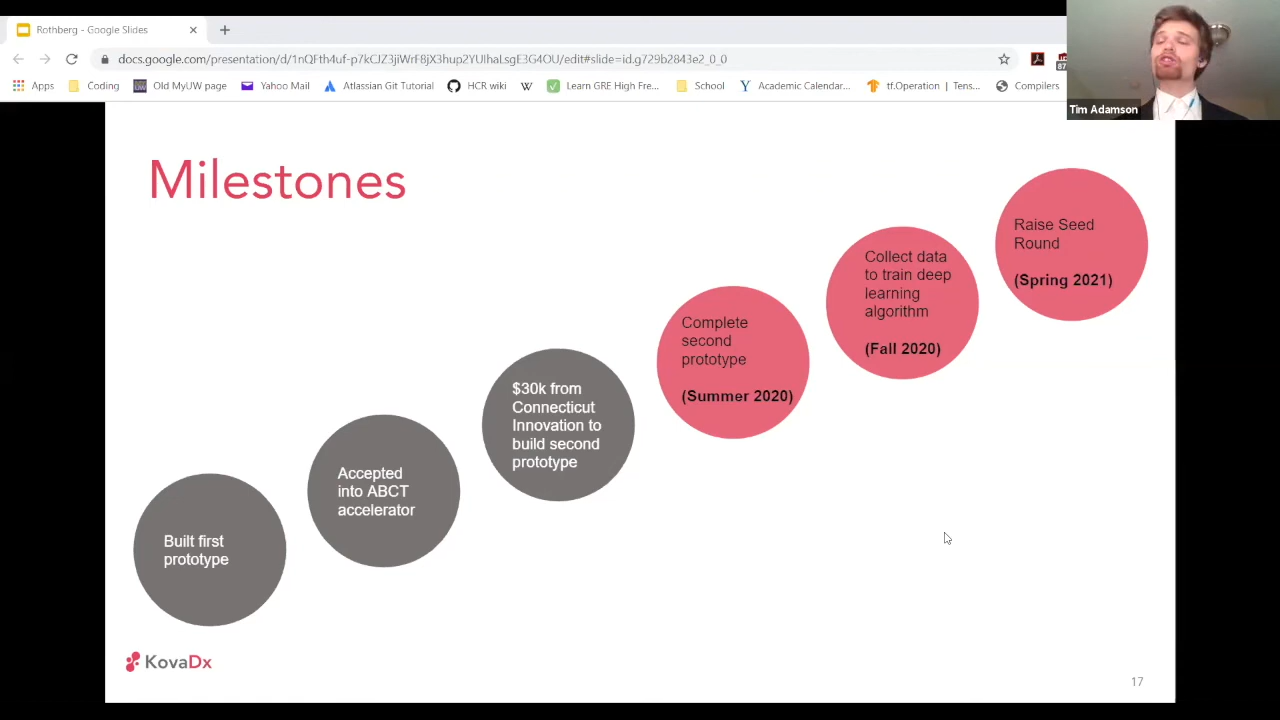 Rothberg - Google Slides
docs.google.com/presentation/d/1nQFth4uf-q7kCJZ3jiWrF8jX3hup2YUihaLsgE3G4OU/edit#slide=id.g729b2843e2_0_0
87
Apps
Coding
Old MyUW page
Yahoo Mail
Atlassian Git Tutorial
HCR wiki
W
Learn GRE High Fre...
School
Y Academic Calendar...
tf.Operation | Tens...
Compilers
Tim Adamson
Milestones
Built first
prototype
Accepted
into ABCT
accelerator
$30k from
Connecticut
Innovation to
build second
prototype
Complete
second
prototype
(Summer 2020)
Collect data
to train deep
learning
algorithm
(Fall 2020)
Raise Seed
Round
(Spring 2021)
KovaDx
17